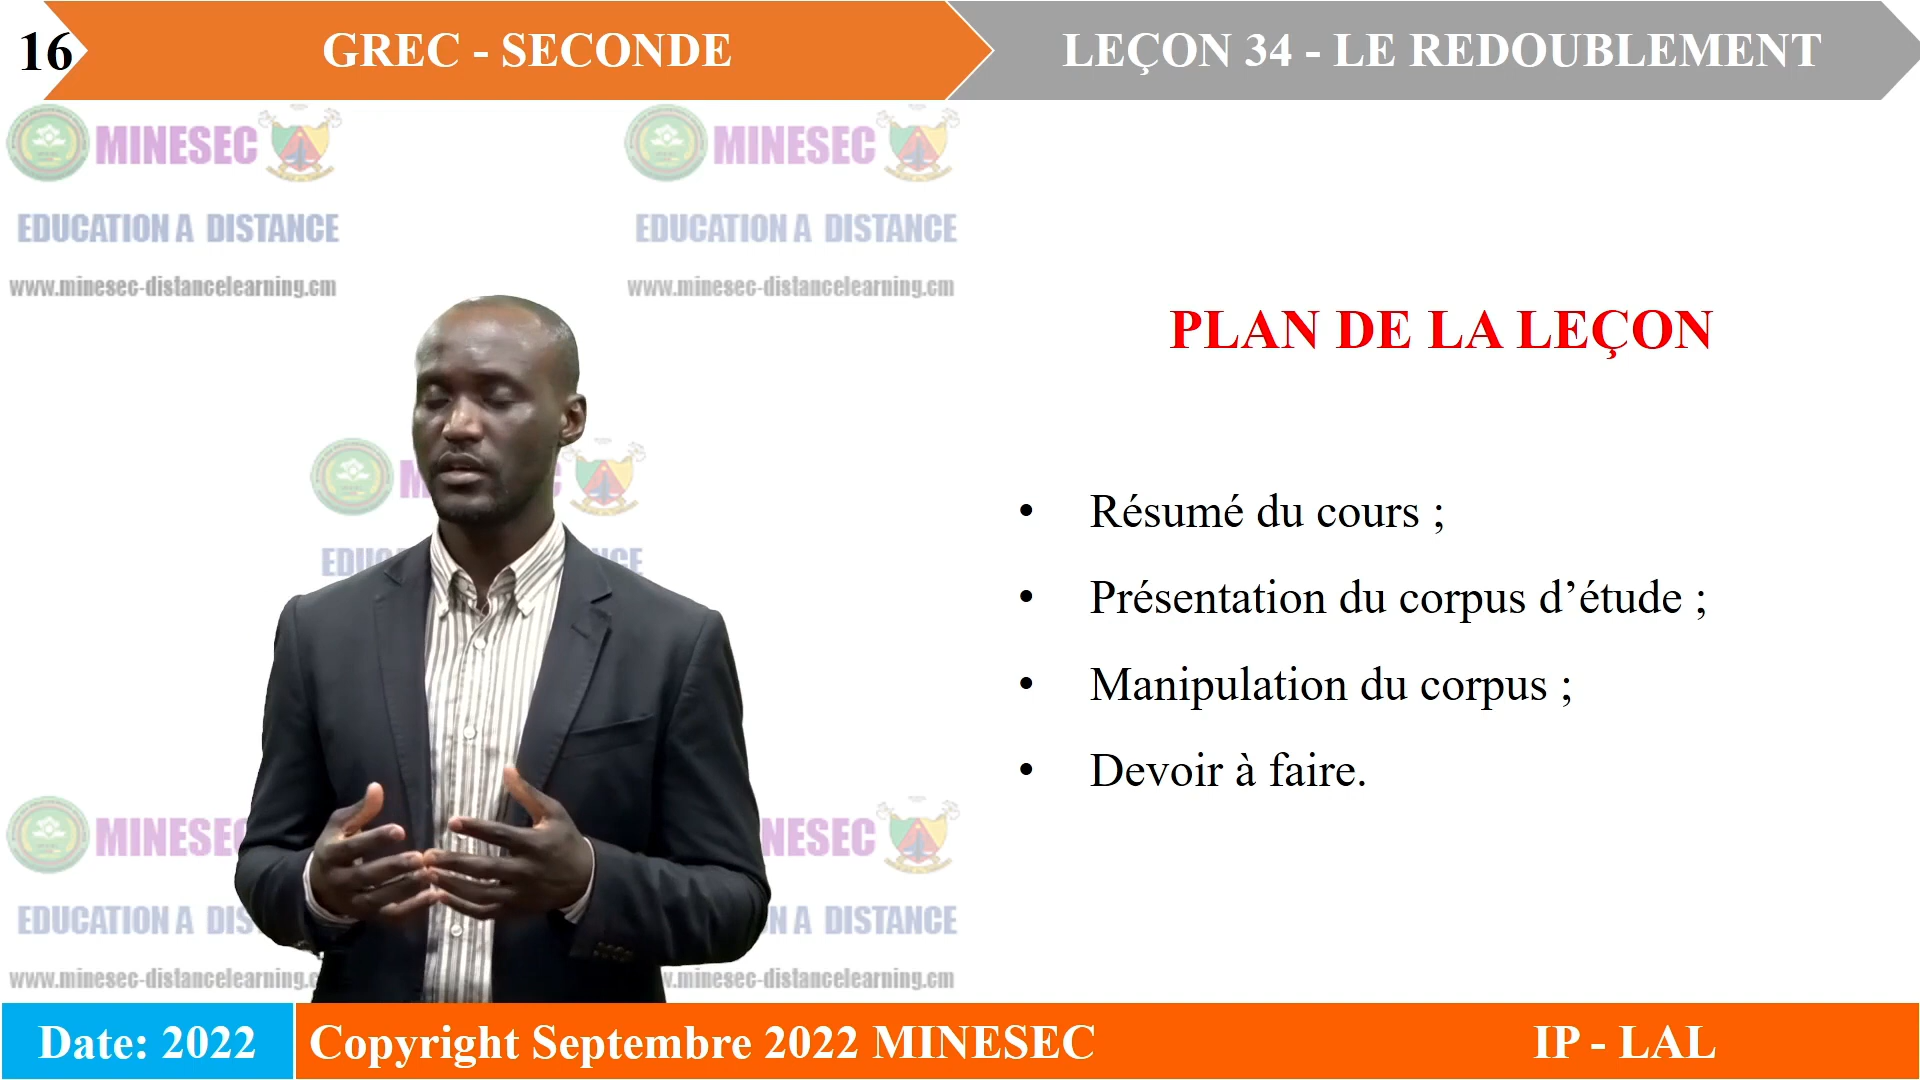 16
GREC - SECONDE
LEÇON 34 - LE REDOUBLEMENT
MINESEC
EDUCATION A DISTANCE
www.minesec-distancelearning.cm
MINESEC
EDUCATION A DISTANCE
www.minesec-distancelearning.cm
PLAN DE LA LEÇON
• Résumé du cours ;
• Présentation du corpus d’étude ;
• Manipulation du corpus ;
• Devoir à faire.
Date: 2022
Copyright Septembre 2022 MINESEC
IP - LAL